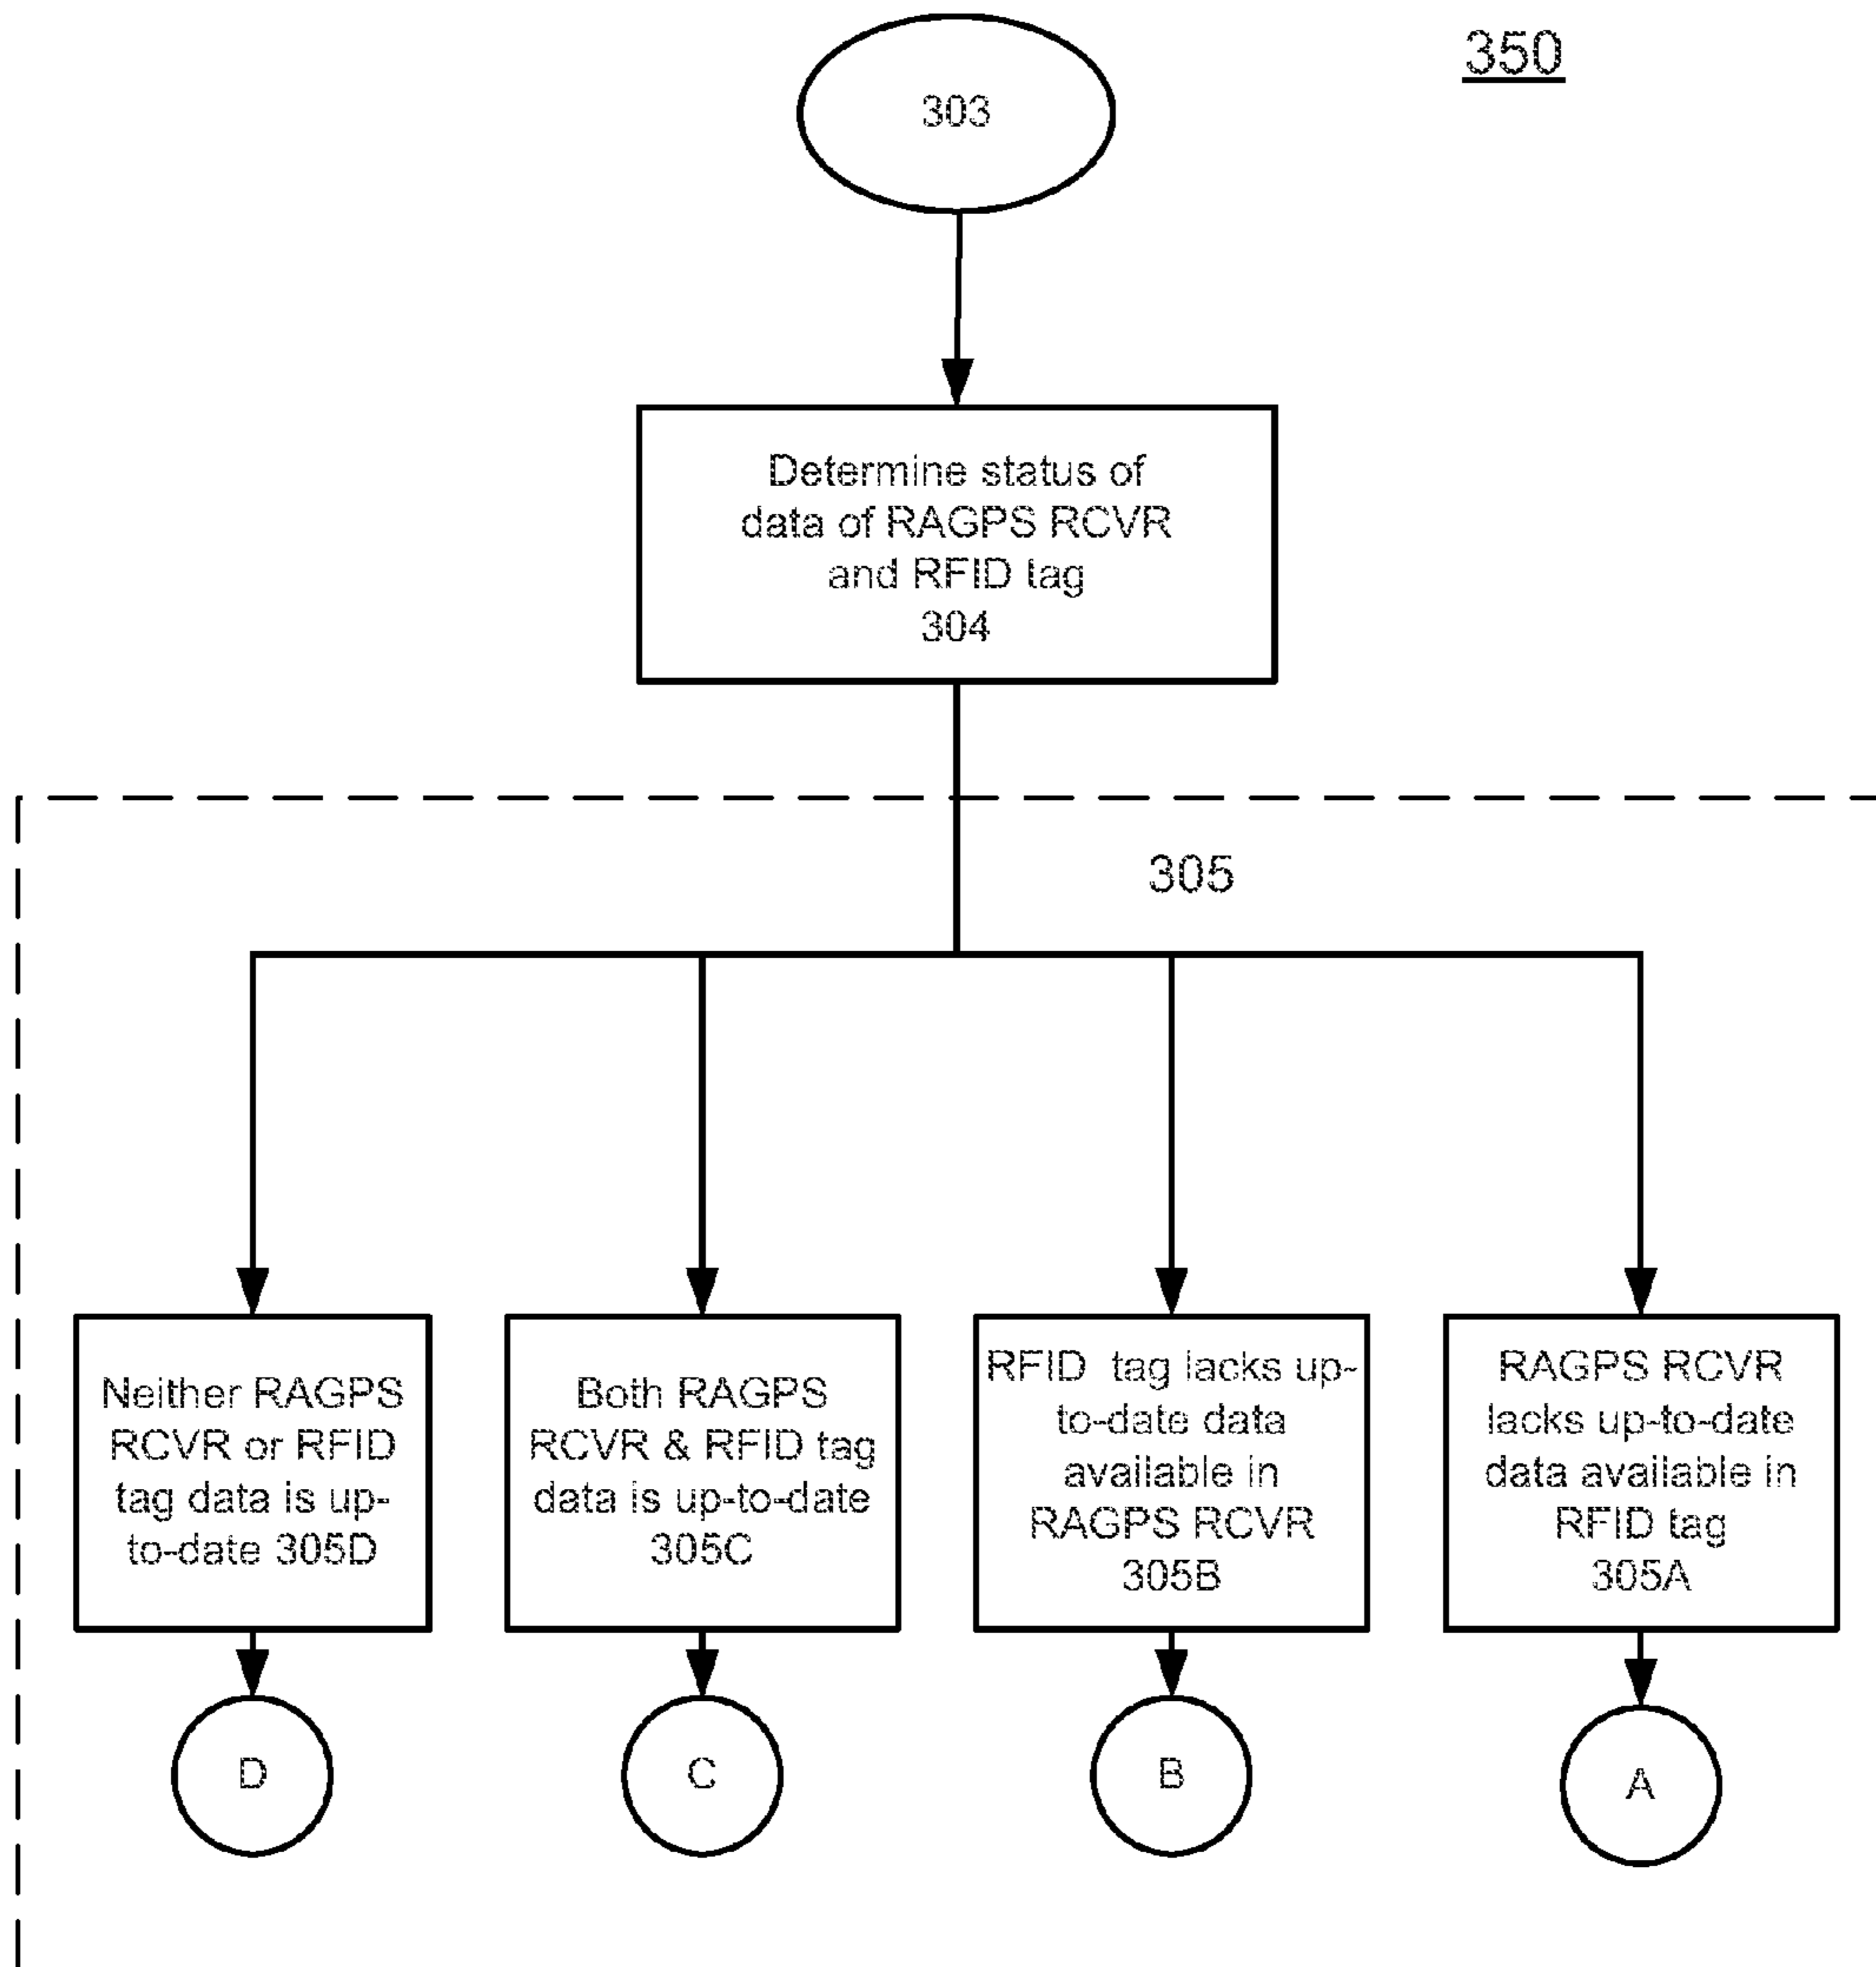 350
303
Determine status of
data of RAGPS RCVR
and RFID tag
304
305
Neither RAGPS
RCVR or RFID
tag data is up-
to-date 305D
Both RAGPS
RCVR & RFID tag
data is up-to-date
305C
RFID tag lacks up-
to-date data
available in
RAGPS RCVR
305B
RAGPS RCVR
lacks up-to-date
data available in
RFID tag
305A
D
C
B
A